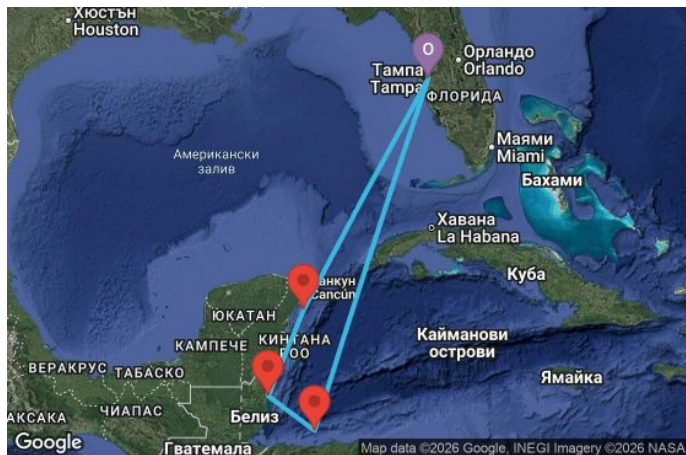 Хюстън
Houston
O
Орландо
Orlando
Тампа
Tampa
ФЛОРИДА
Маями
Miami
Американски
залив
Бахами
Хавана
La Habana
анкун
Cancún
Куба
ЮКАТАН
КАМПЕЧЕ
КИНТАНА
РОО
Кайманови
острови
ВЕРАКРУС
ТАБАСКО
Ямайка
ЧИАПАС
АКСАКА
Белиз
Гватемала
Google
Map data ©2026 Google, INEGI Imagery ©2026 NASA